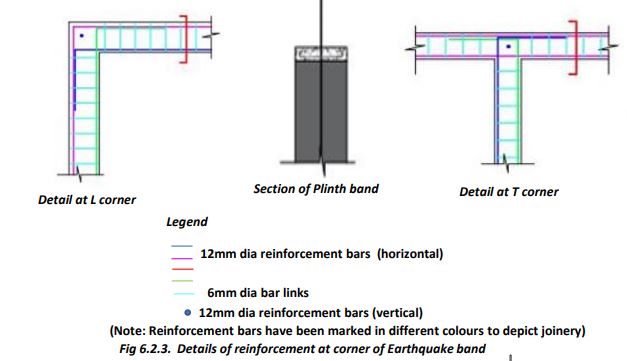 Detail at L corner
Section of Plinth band
Detail at T corner
Legend
12mm dia reinforcement bars (horizontal)
6mm dia bar links
12mm dia reinforcement bars (vertical)
(Note: Reinforcement bars have been marked in different colours to depict joinery)
Fig 6.2.3. Details of reinforcement at corner of Earthquake band